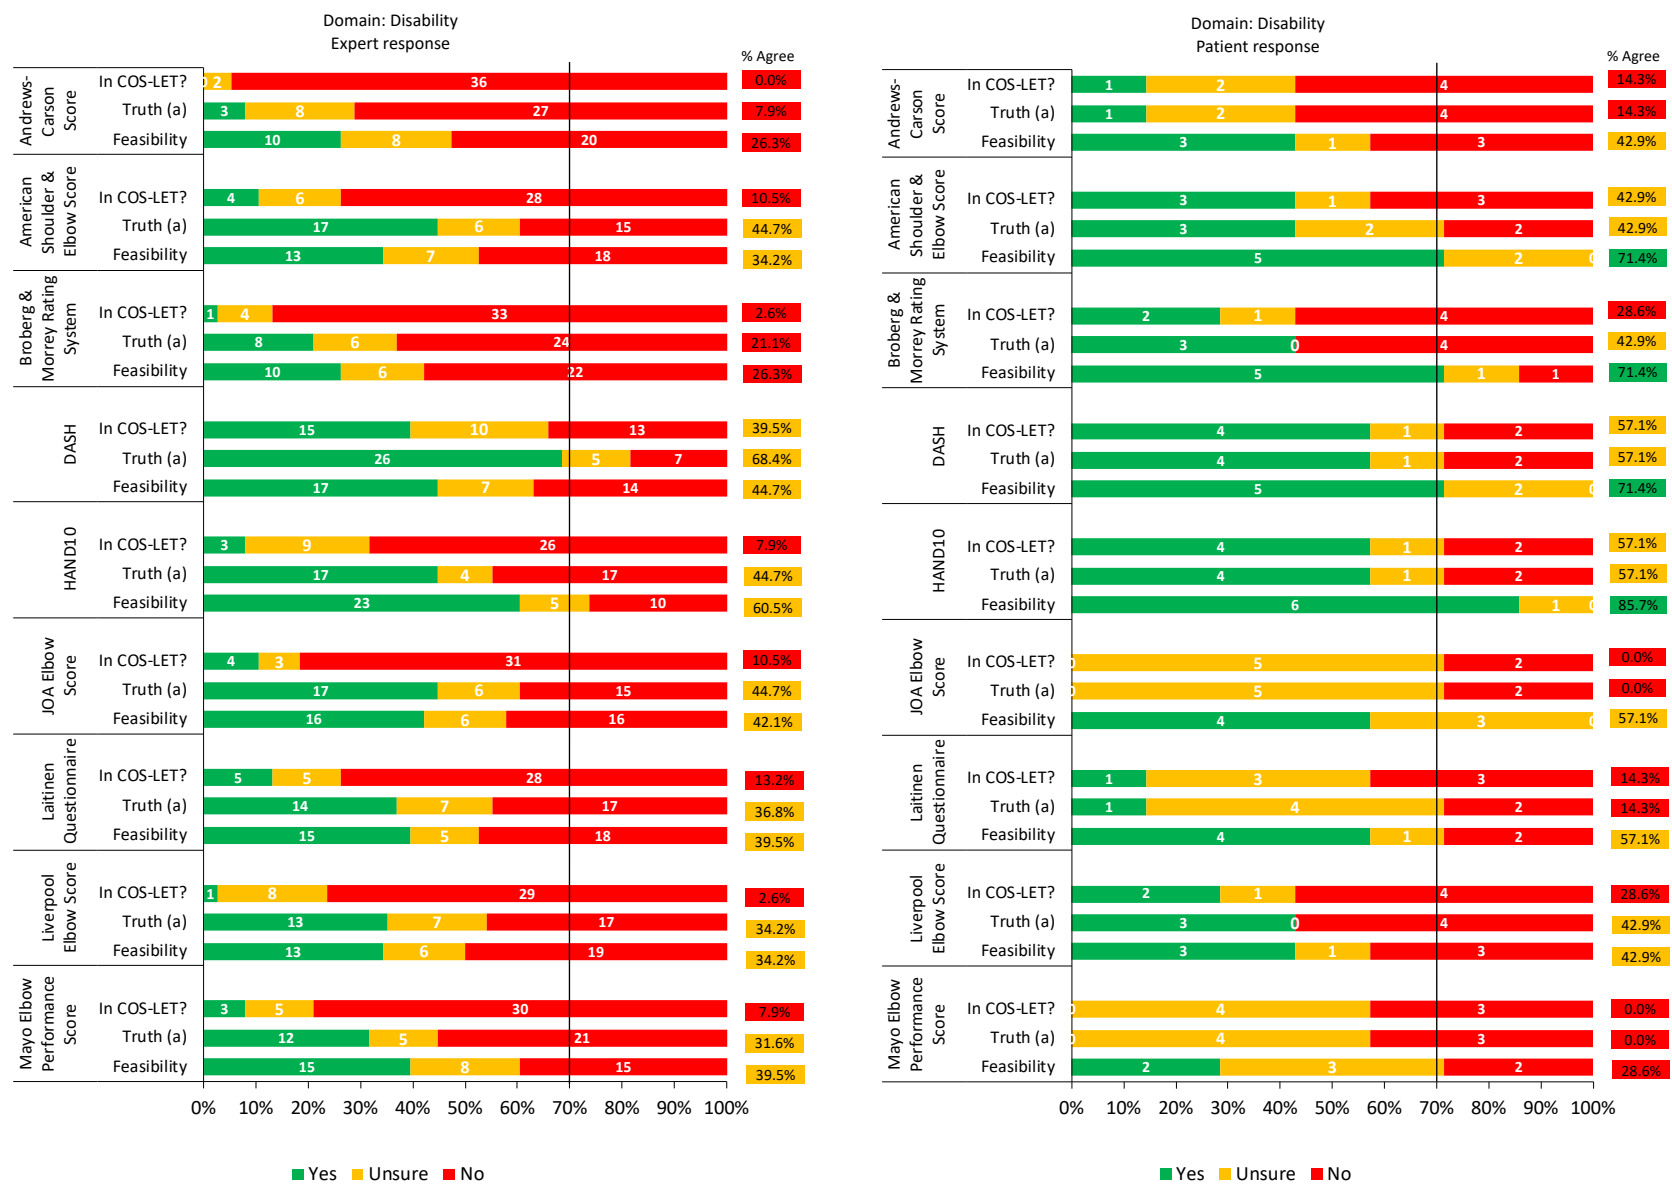 Domain: Disability
Expert response
% Agree
Andrews-
Carson
Score
In COS-LET? 0 2 36 0.0%
Truth (a) 3 8 27 7.9%
Feasibility 10 8 20 26.3%
American
Shoulder &
Elbow Score
In COS-LET? 4 6 28 10.5%
Truth (a) 17 6 15 44.7%
Feasibility 13 7 18 34.2%
Broberg &
Morrey Rating
System
In COS-LET? 1 4 33 2.6%
Truth (a) 8 6 24 21.1%
Feasibility 10 6 22 26.3%
DASH
In COS-LET? 15 10 13 39.5%
Truth (a) 26 5 7 68.4%
Feasibility 17 7 14 44.7%
HAND10
In COS-LET? 3 9 26 7.9%
Truth (a) 17 4 17 44.7%
Feasibility 23 5 10 60.5%
JOA Elbow
Score
In COS-LET? 4 3 31 10.5%
Truth (a) 17 6 15 44.7%
Feasibility 16 6 16 42.1%
Laitinen
Questionnaire
In COS-LET? 5 5 28 13.2%
Truth (a) 14 7 17 36.8%
Feasibility 15 5 18 39.5%
Liverpool
Elbow Score
In COS-LET? 1 8 29 2.6%
Truth (a) 13 7 17 34.2%
Feasibility 13 6 19 34.2%
Mayo Elbow
Performance
Score
In COS-LET? 3 5 30 7.9%
Truth (a) 12 5 21 31.6%
Feasibility 15 8 15 39.5%
0% 10% 20% 30% 40% 50% 60% 70% 80% 90% 100%
Yes Unsure No
Domain: Disability
Patient response
% Agree
Andrews-
Carson
Score
In COS-LET? 1 2 4 14.3%
Truth (a) 1 2 4 14.3%
Feasibility 3 1 3 42.9%
American
Shoulder &
Elbow Score
In COS-LET? 3 1 3 42.9%
Truth (a) 3 2 2 42.9%
Feasibility 5 2 0 71.4%
Broberg &
Morrey Rating
System
In COS-LET? 2 1 4 28.6%
Truth (a) 3 0 4 42.9%
Feasibility 5 1 1 71.4%
DASH
In COS-LET? 4 1 2 57.1%
Truth (a) 4 1 2 57.1%
Feasibility 5 2 0 71.4%
HAND10
In COS-LET? 4 1 2 57.1%
Truth (a) 4 1 2 57.1%
Feasibility 6 1 0 85.7%
JOA Elbow
Score
In COS-LET? 0 5 2 0.0%
Truth (a) 0 5 2 0.0%
Feasibility 4 3 0 57.1%
Laitinen
Questionnaire
In COS-LET? 1 3 3 14.3%
Truth (a) 1 4 2 14.3%
Feasibility 4 1 2 57.1%
Liverpool
Elbow Score
In COS-LET? 2 1 4 28.6%
Truth (a) 3 0 4 42.9%
Feasibility 3 1 3 42.9%
Mayo Elbow
Performance
Score
In COS-LET? 0 4 3 0.0%
Truth (a) 0 4 3 0.0%
Feasibility 2 3 2 28.6%
0% 10% 20% 30% 40% 50% 60% 70% 80% 90% 100%
Yes Unsure No